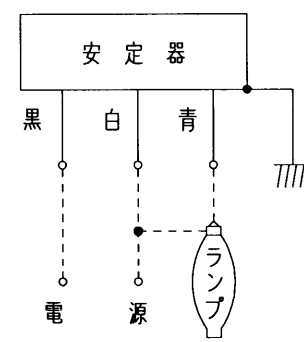 安定器
黒 白 青
ランプ
電 源